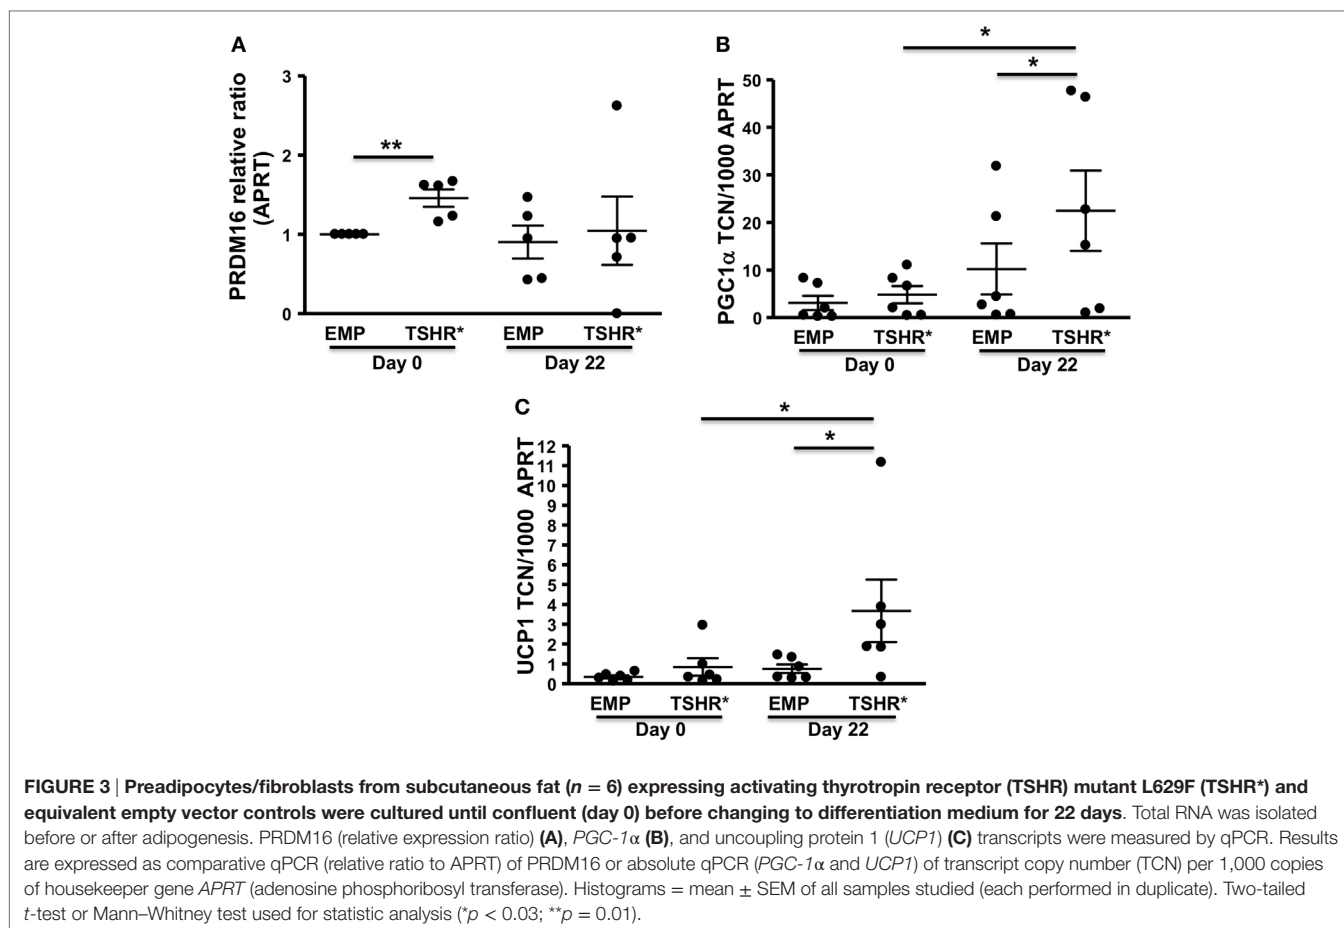 A
PRDM16 relative ratio
(APRT)
3
2
1
0
**
EMP TSHR* EMP TSHR*
Day 0 Day 22
B
PGC1α TCN/1000 APRT
50
40
30
20
10
0
*
*
EMP TSHR* EMP TSHR*
Day 0 Day 22
C
UCP1 TCN/1000 APRT
12
11
10
9
8
7
6
5
4
3
2
1
0
*
*
EMP TSHR* EMP TSHR*
Day 0 Day 22
FIGURE 3 | Preadipocytes/fibroblasts from subcutaneous fat (n = 6) expressing activating thyrotropin receptor (TSHR) mutant L629F (TSHR*) and
equivalent empty vector controls were cultured until confluent (day 0) before changing to differentiation medium for 22 days. Total RNA was isolated
before or after adipogenesis. PRDM16 (relative expression ratio) (A), PGC-1α (B), and uncoupling protein 1 (UCP1) (C) transcripts were measured by qPCR. Results
are expressed as comparative qPCR (relative ratio to APRT) of PRDM16 or absolute qPCR (PGC-1α and UCP1) of transcript copy number (TCN) per 1,000 copies
of housekeeper gene APRT (adenosine phosphoribosyl transferase). Histograms = mean ± SEM of all samples studied (each performed in duplicate). Two-tailed
t-test or Mann–Whitney test used for statistic analysis (*p < 0.03; **p = 0.01).